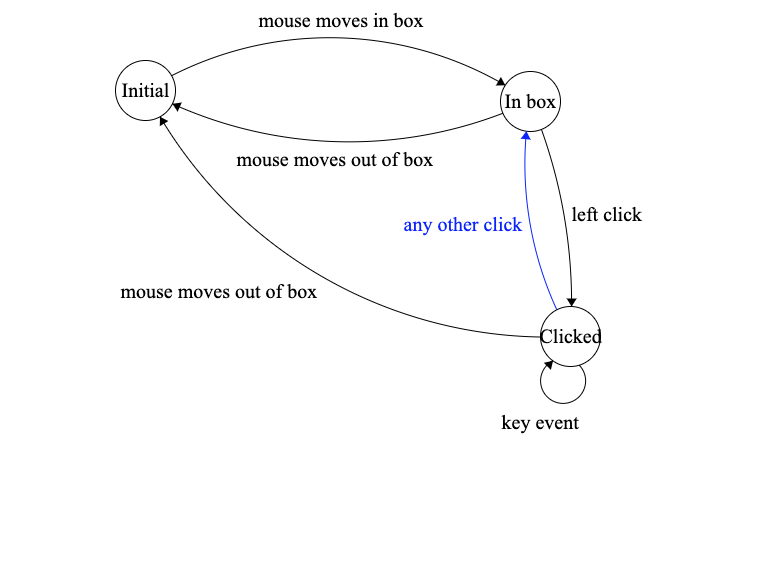 mouse moves in box
Initial
In box
mouse moves out of box
left click
any other click
mouse moves out of box
Clicked
key event